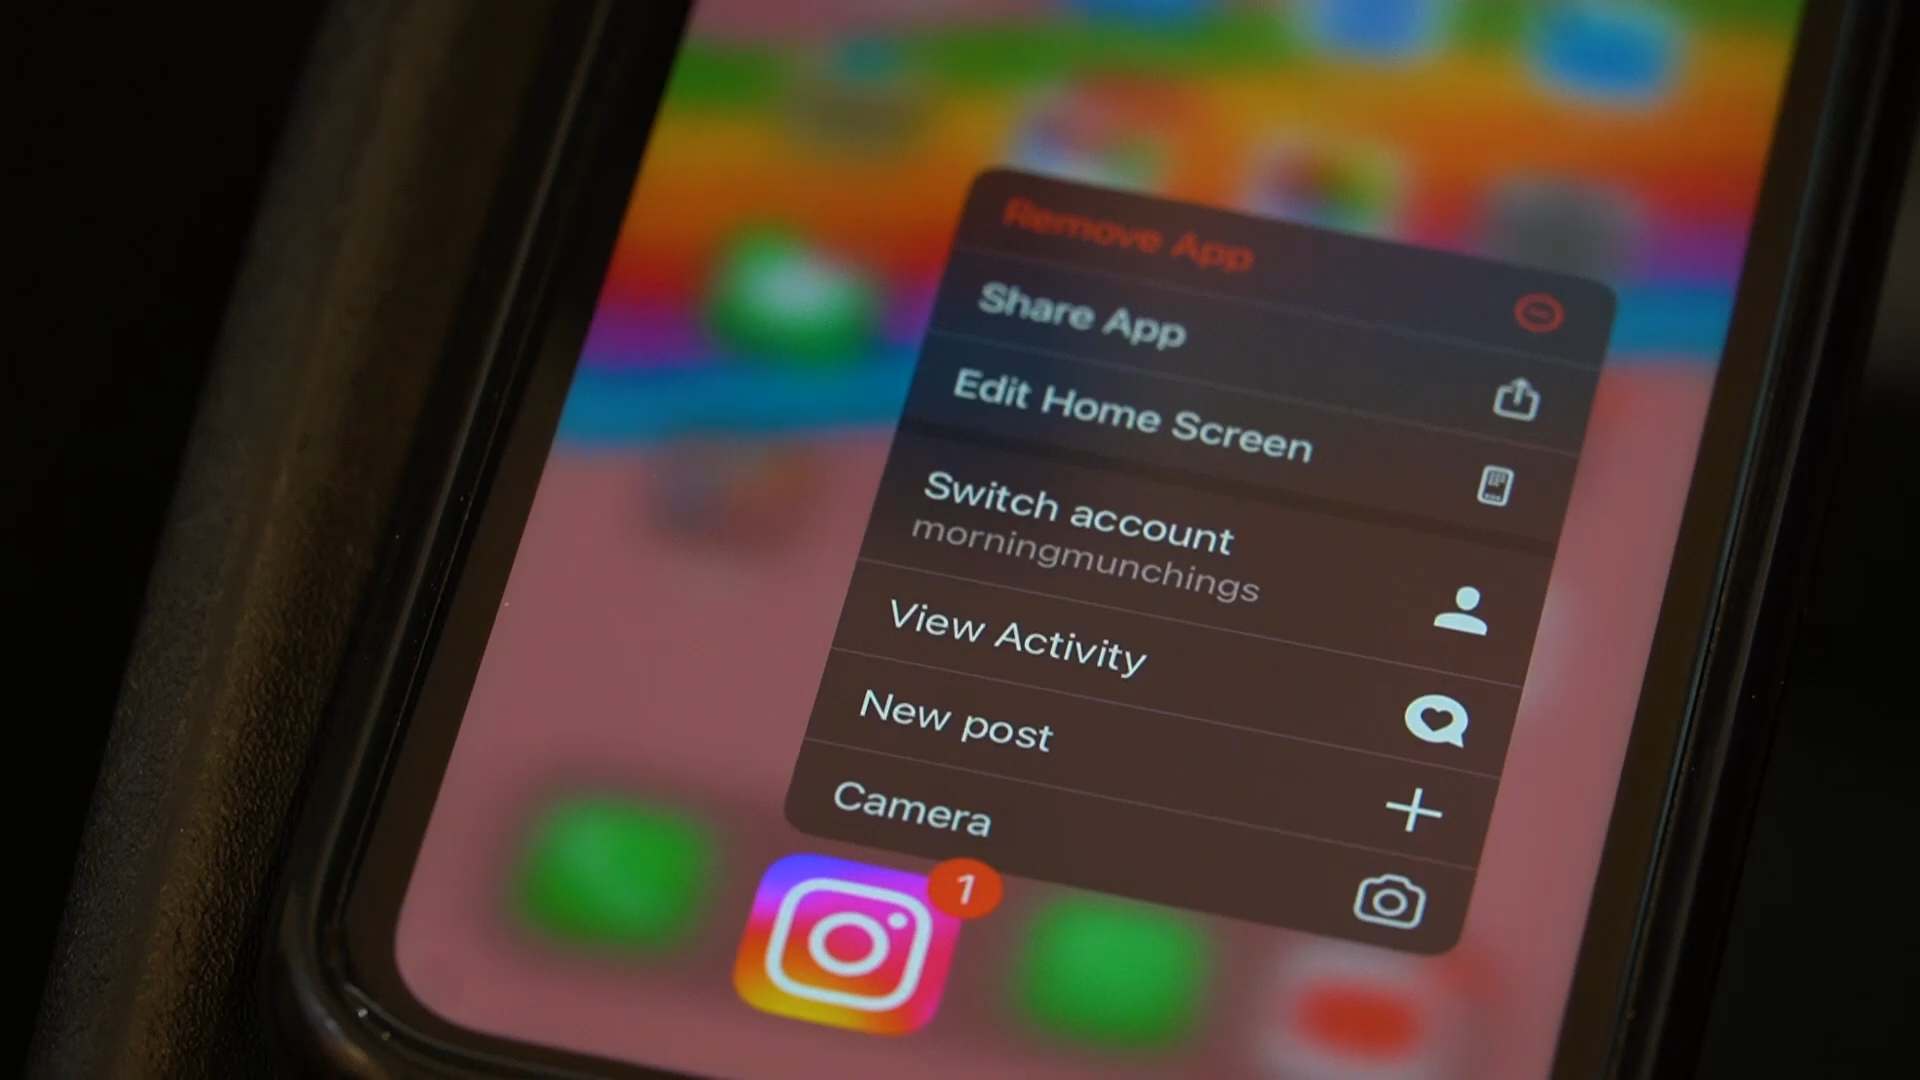 Remove App
Share App
Edit Home Screen
Switch account
morningmunchings
View Activity
New post
Camera
1